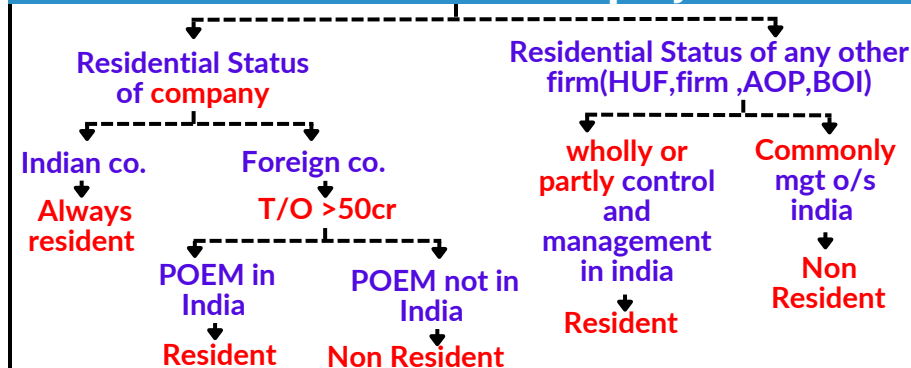 Residential Status
of company
Indian co.
Always
resident
Foreign co.
T/O >50cr
POEM in
India
Resident
POEM not in
India
Non Resident
Residential Status of any other
firm(HUF,firm ,AOP,BOI)
wholly or
partly control
and
management
in india
Resident
Commonly
mgt o/s
india
Non
Resident